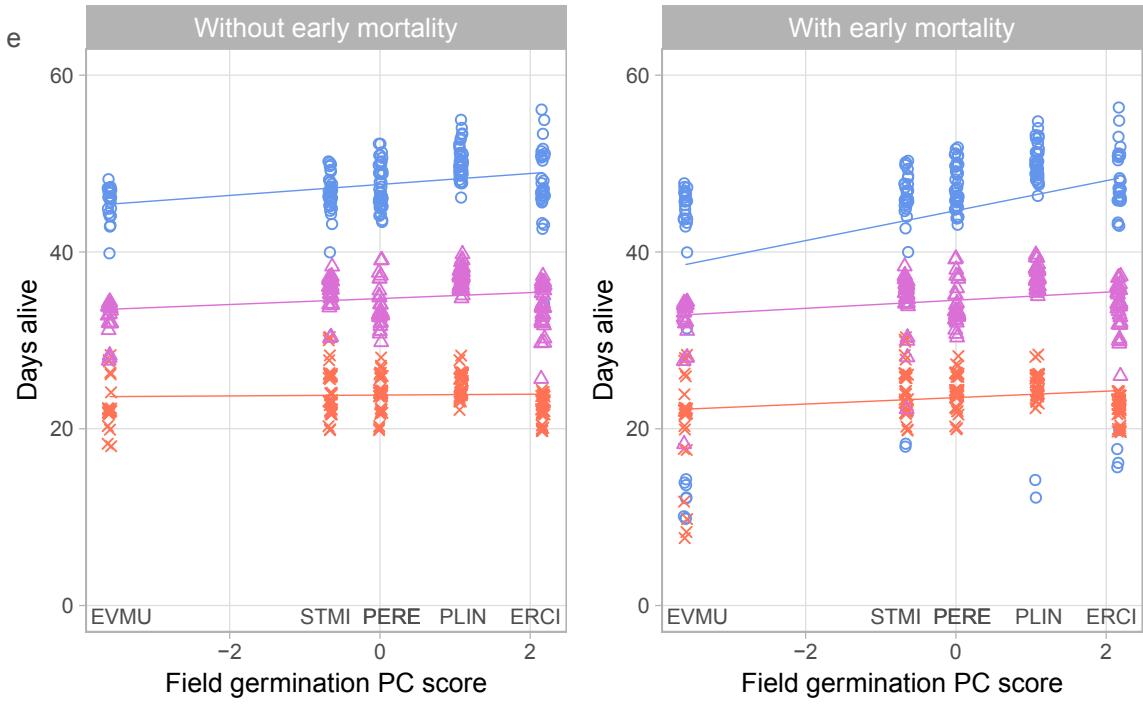 e
Without early mortality
With early mortality
Days alive
60
40
20
0
EVMU STMI PERE PLIN ERCI
−2 0 2
Field germination PC score
Days alive
60
40
20
0
EVMU STMI PERE PLIN ERCI
−2 0 2
Field germination PC score